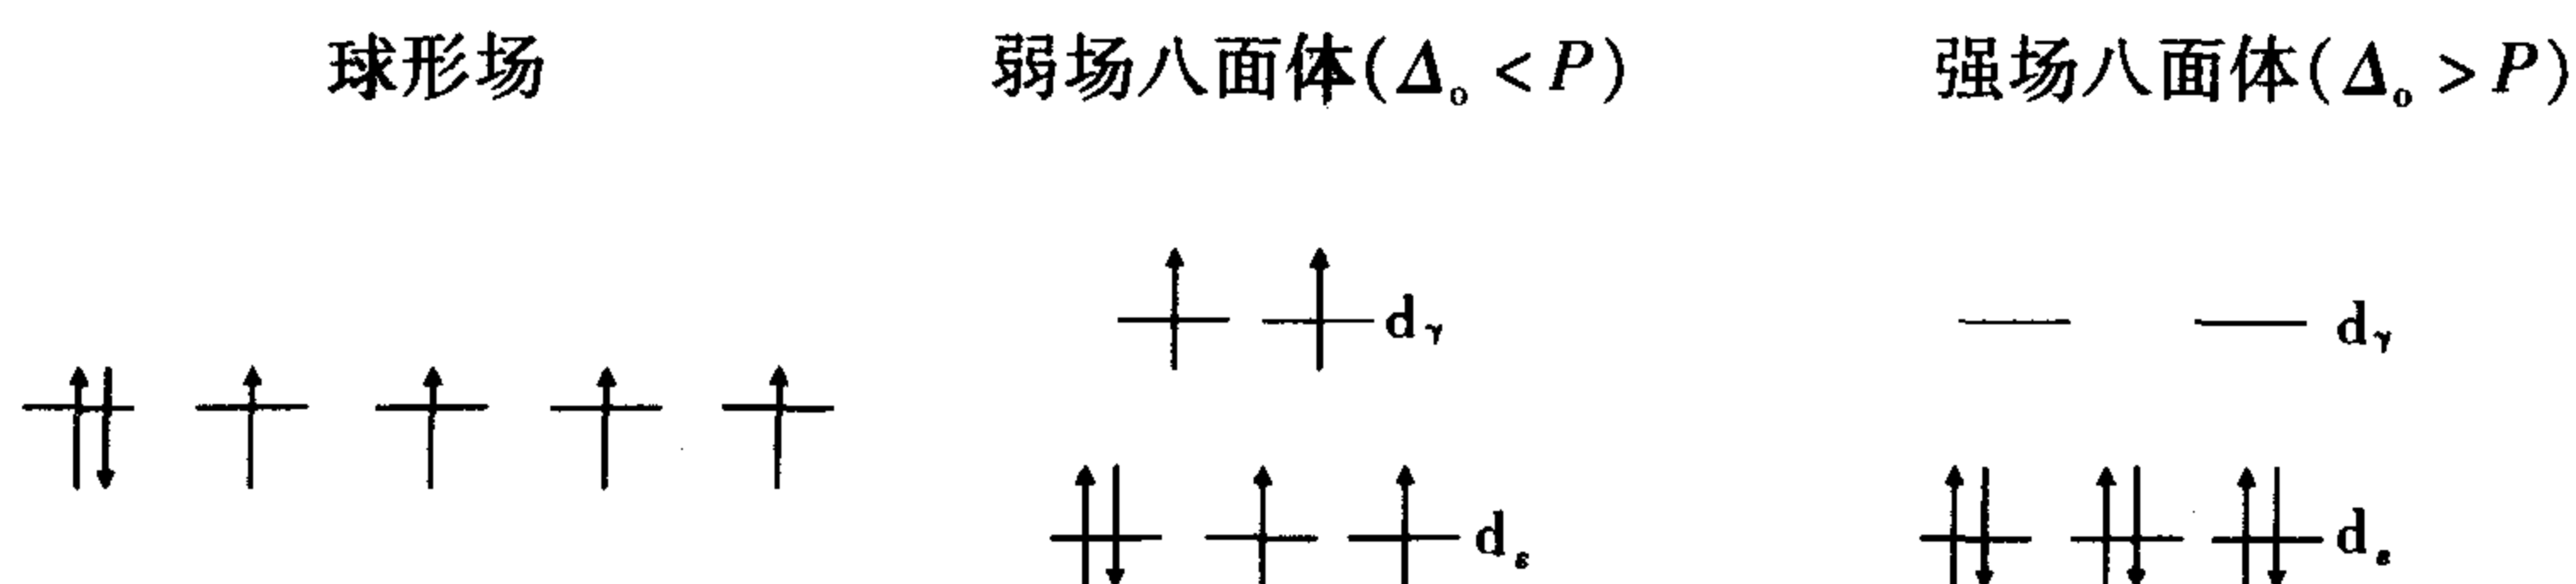 球形场 弱场八面体(Δₒ < P) 强场八面体(Δₒ > P)
dᵧ dᵧ
dε dε